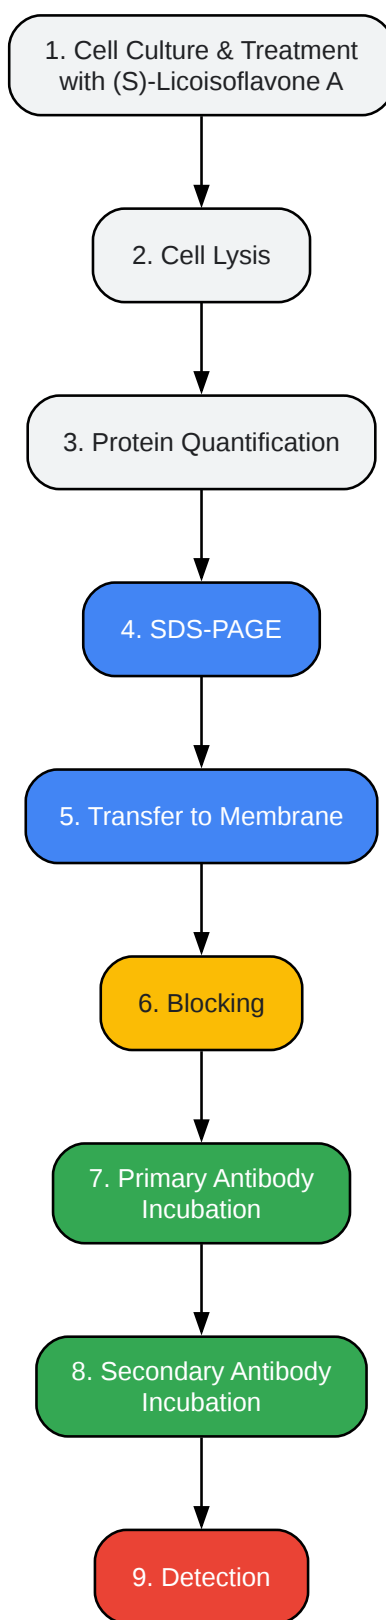 1. Cell Culture & Treatment
with (S)-Licoisoflavone A
2. Cell Lysis
3. Protein Quantification
4. SDS-PAGE
5. Transfer to Membrane
6. Blocking
7. Primary Antibody
Incubation
8. Secondary Antibody
Incubation
9. Detection